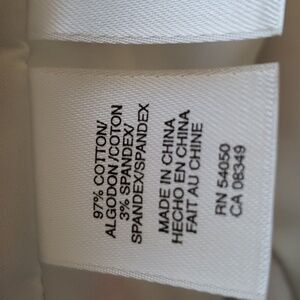 97% COTTON/
ALGODON/COTON
3% SPANDEX/
SPANDEX/SPANDEX
MADE IN CHINA
HECHO EN CHINA
FAIT AU CHINE
RN 54050
CA 08349